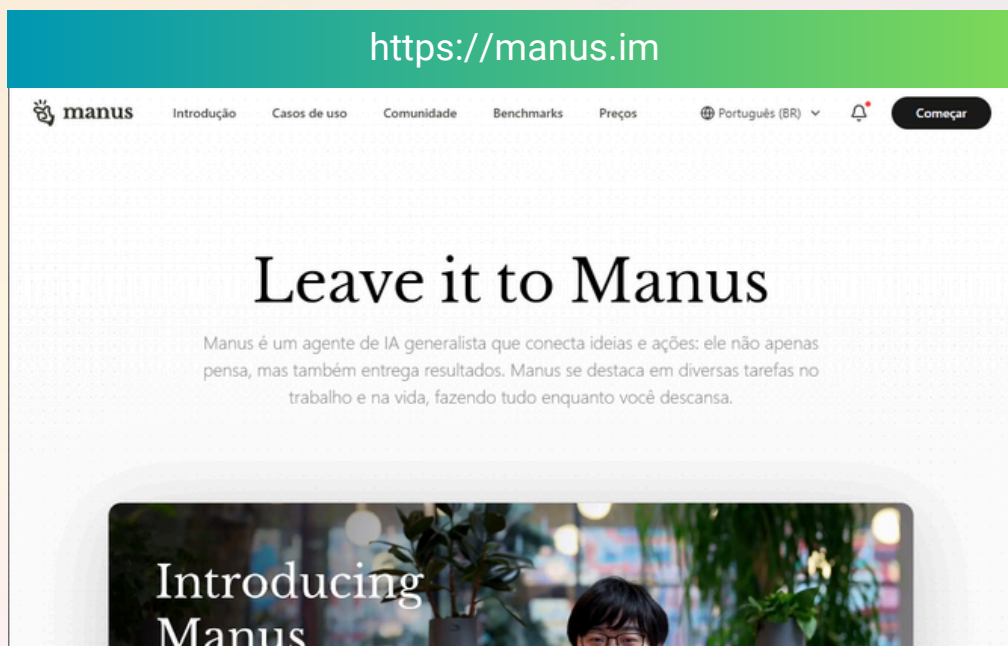 https://manus.im
manus Introdução Casos de uso Comunidade Benchmarks Preços Português (BR) Começar
Leave it to Manus
Manus é um agente de IA generalista que conecta ideias e ações: ele não apenas
pensa, mas também entrega resultados. Manus se destaca em diversas tarefas no
trabalho e na vida, fazendo tudo enquanto você descansa.
Introducing
Manus